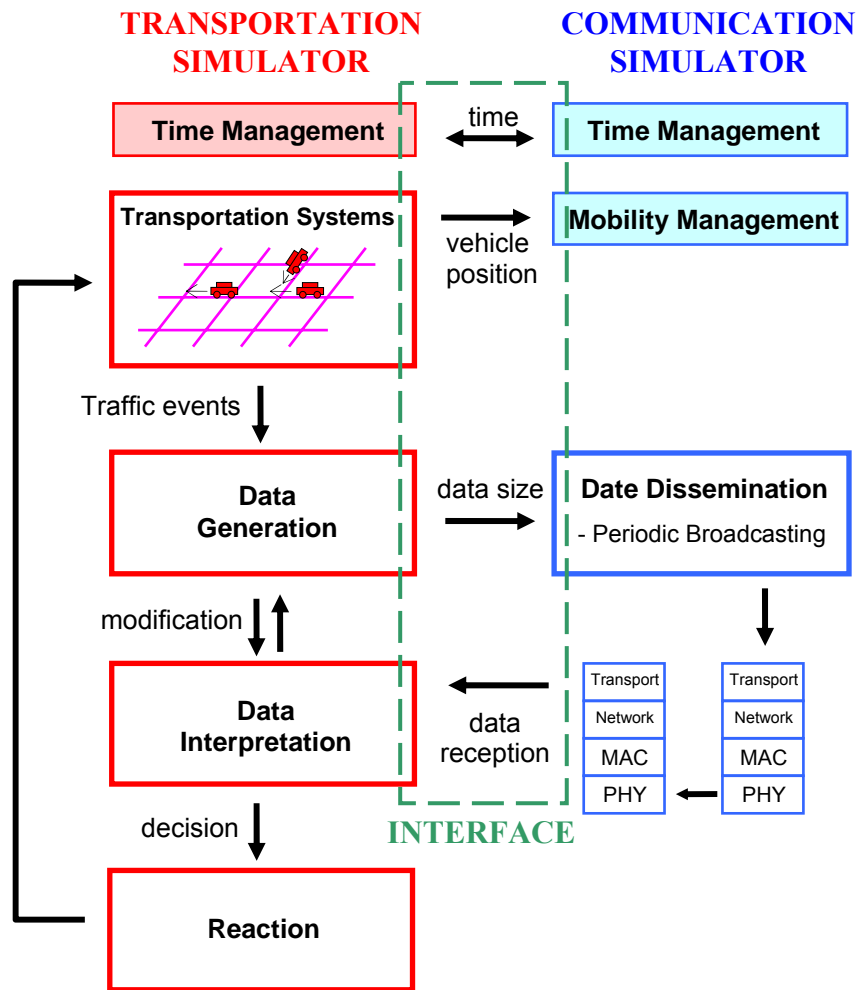 TRANSPORTATION
SIMULATOR
COMMUNICATION
SIMULATOR
Time Management
time
Time Management
Transportation Systems
vehicle
position
Mobility Management
Traffic events
Data
Generation
data size
Date Dissemination
- Periodic Broadcasting
modification
Data
Interpretation
data
reception
Transport
Network
MAC
PHY
Transport
Network
MAC
PHY
INTERFACE
decision
Reaction